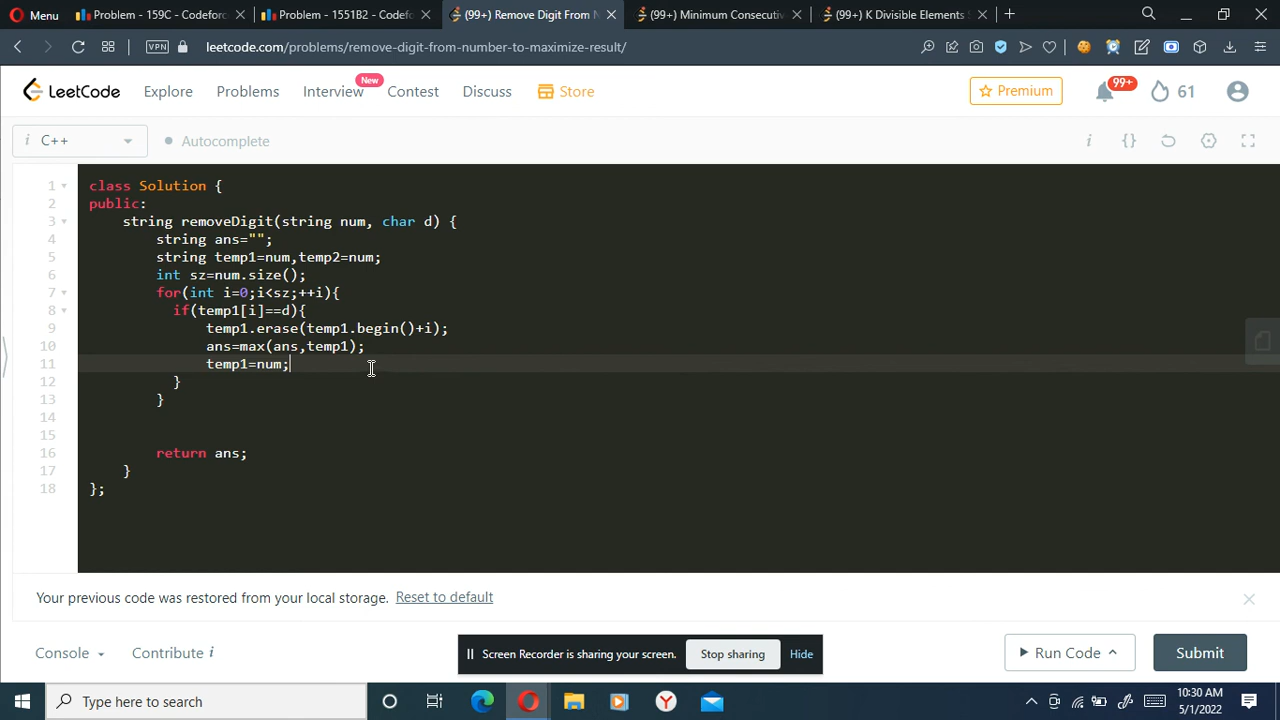 Menu
Problem - 159C - Codeforc
Problem - 1551B2 - Codef
(99+) Remove Digit From N
(99+) Minimum Consecutiv
(99+) K Divisible Elements S
VPN
leetcode.com/problems/remove-digit-from-number-to-maximize-result/
LeetCode
Explore
Problems
Interview
New
Contest
Discuss
Store
Premium
99+
61
i C++
Autocomplete
i {}
1 class Solution {
2 public:
3 string removeDigit(string num, char d) {
4 string ans="";
5 string temp1=num,temp2=num;
6 int sz=num.size();
7 for(int i=0;i<sz;++i){
8 if(temp1[i]==d){
9 temp1.erase(temp1.begin()+i);
10 ans=max(ans,temp1);
11 temp1=num;
12 }
13 }
14
15
16 return ans;
17 }
18 };
Your previous code was restored from your local storage. Reset to default
Console
Contribute i
Screen Recorder is sharing your screen.
Stop sharing
Hide
Run Code
Submit
Type here to search
10:30 AM
5/1/2022